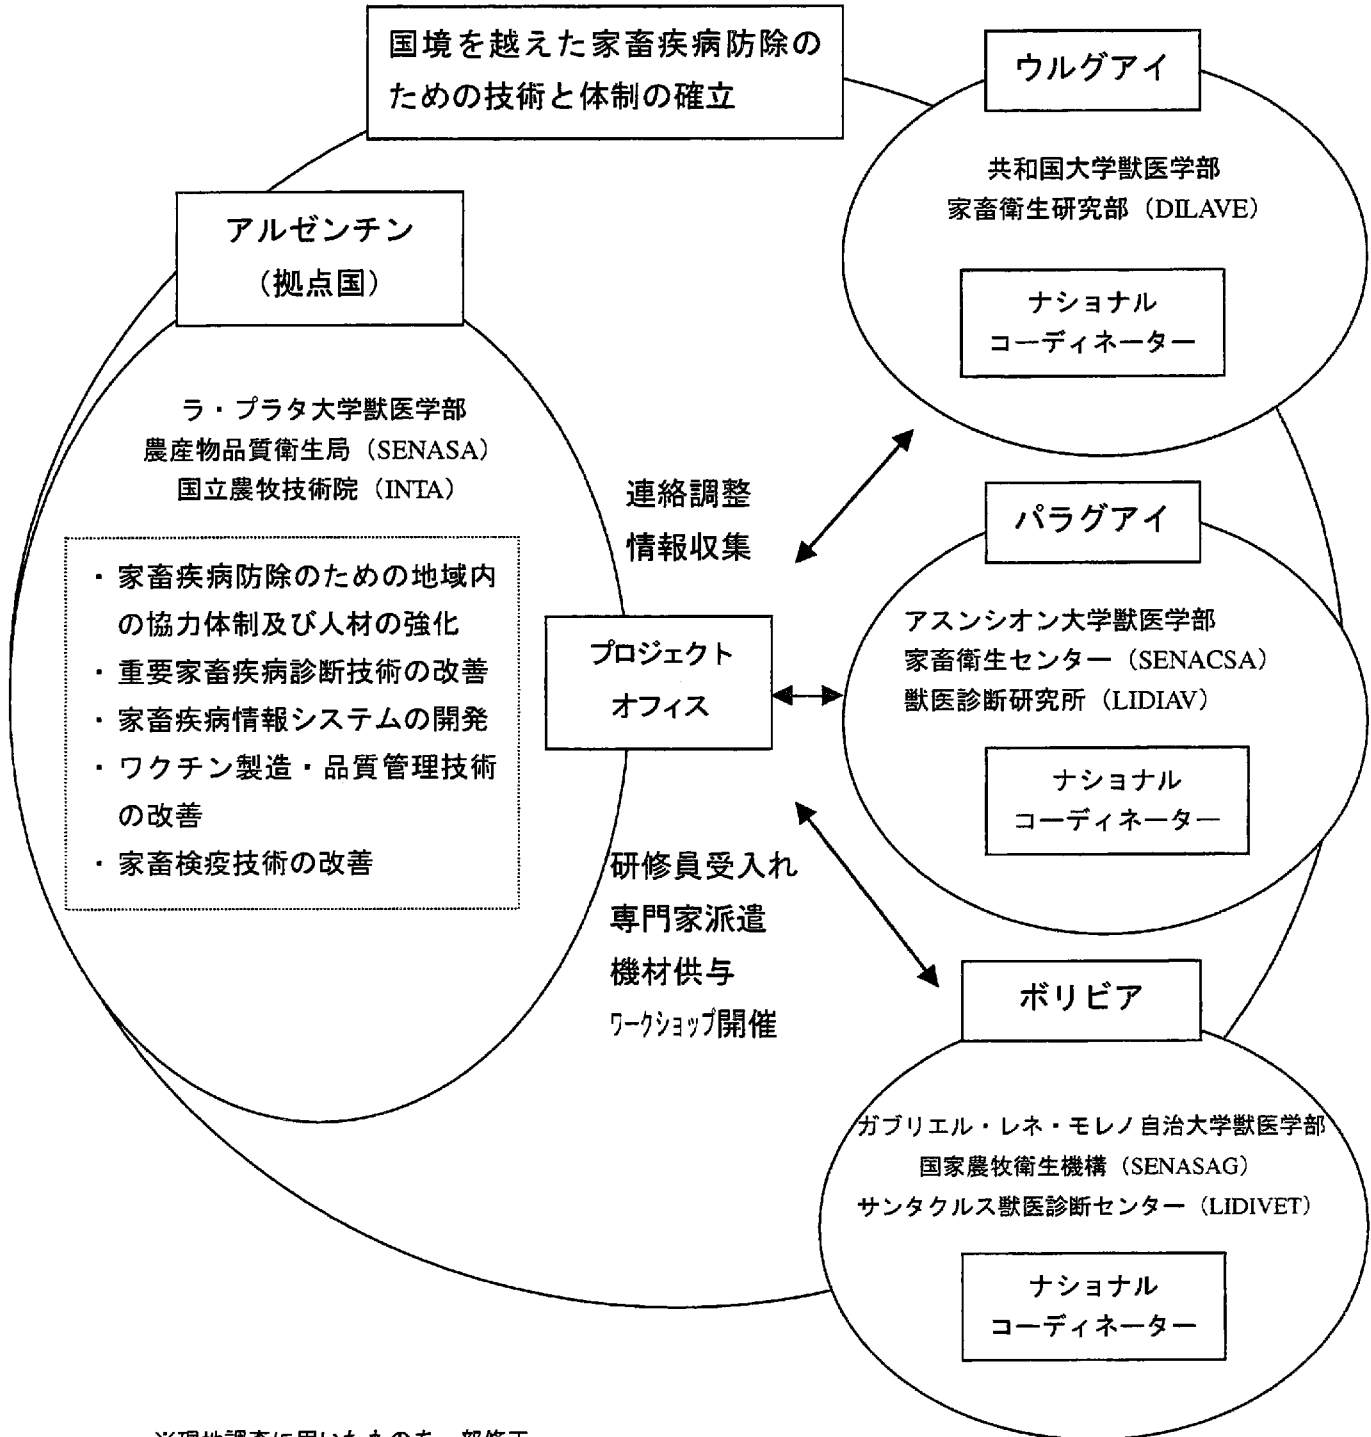 国境を越えた家畜疾病防除の
ための技術と体制の確立
アルゼンチン
(拠点国)
ラ・プラタ大学獣医学部
農産物品質衛生局(SENASA)
国立農牧技術院(INTA)
・家畜疾病防除のための地域内
の協力体制及び人材の強化
・重要家畜疾病診断技術の改善
・家畜疾病情報システムの開発
・ワクチン製造・品質管理技術
の改善
・家畜検疫技術の改善
連絡調整
情報収集
プロジェクト
オフィス
研修員受入れ
専門家派遣
機材供与
ワークショップ開催
ウルグアイ
共和国大学獣医学部
家畜衛生研究部(DILAVE)
ナショナル
コーディネーター
パラグアイ
アスンシオン大学獣医学部
家畜衛生センター(SENACSA)
獣医診断研究所(LIDIAV)
ナショナル
コーディネーター
ボリビア
ガブリエル・レネ・モレノ自治大学獣医学部
国家農牧衛生機構(SENASAG)
サンタクルス獣医診断センター(LIDIVET)
ナショナル
コーディネーター